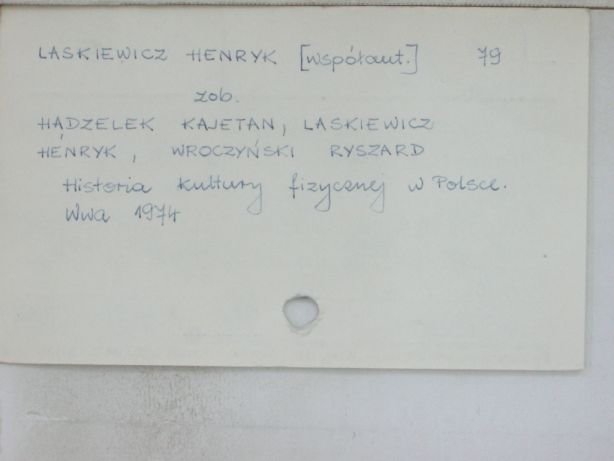 LASKIEWICZ HENRYK [współaut.] 79
zob.
HĄDZELEK KAJETAN, LASKIEWICZ
HENRYK, WROCZYŃSKI RYSZARD
Historia kultury fizycznej w Polsce.
Wwa 1974